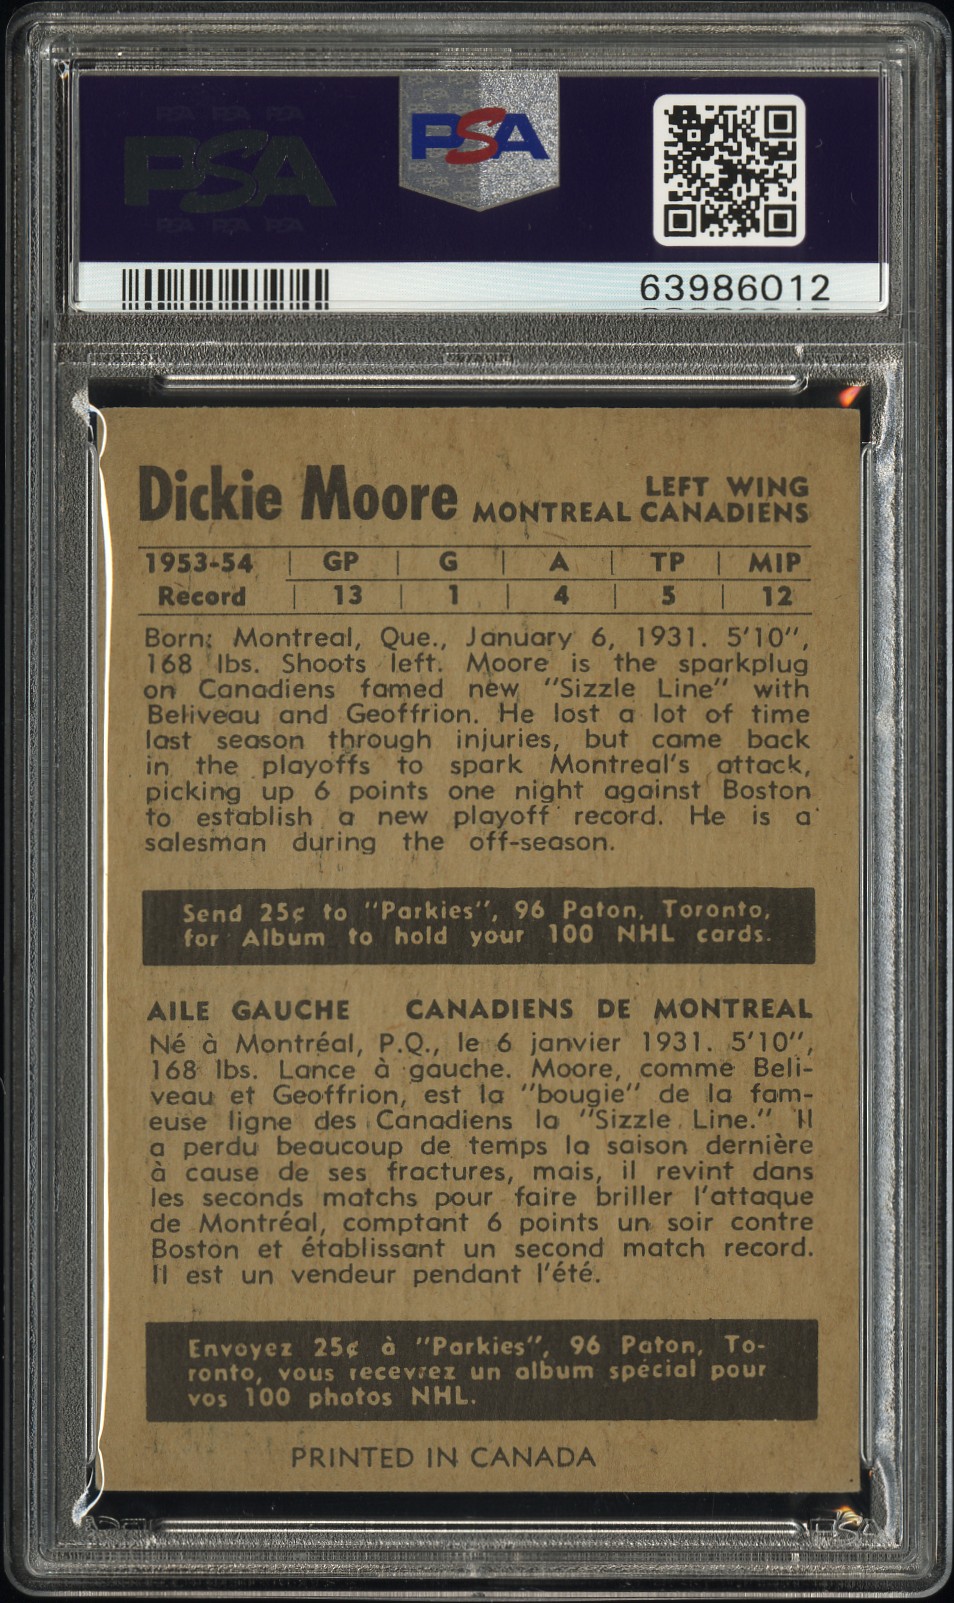 PSA
PSA
63986012
Dickie Moore
LEFT WING
MONTREAL CANADIENS
1953-54 | GP | G | A | TP | MIP
Record | 13 | 1 | 4 | 5 | 12
Born: Montreal, Que., January 6, 1931. 5'10",
168 lbs. Shoots left. Moore is the sparkplug
on Canadiens famed new "Sizzle Line" with
Beliveau and Geoffrion. He lost a lot of time
last season through injuries, but came back
in the playoffs to spark Montreal's attack,
picking up 6 points one night against Boston
to establish a new playoff record. He is a
salesman during the off-season.
Send 25¢ to "Parkies", 96 Paton, Toronto,
for Album to hold your 100 NHL cards.
AILE GAUCHE CANADIENS DE MONTREAL
Né à Montréal, P.Q., le 6 janvier 1931. 5'10",
168 lbs. Lance à gauche. Moore, comme Beli-
veau et Geoffrion, est la "bougie" de la fam-
euse ligne des Canadiens la "Sizzle Line." Il
a perdu beaucoup de temps la saison dernière
à cause de ses fractures, mais, il revint dans
les seconds matchs pour faire briller l'attaque
de Montréal, comptant 6 points un soir contre
Boston et établissant un second match record.
Il est un vendeur pendant l'été.
Envoyez 25¢ à "Parkies", 96 Paton, To-
ronto, vous recevrez un album spécial pour
vos 100 photos NHL.
PRINTED IN CANADA
PSA